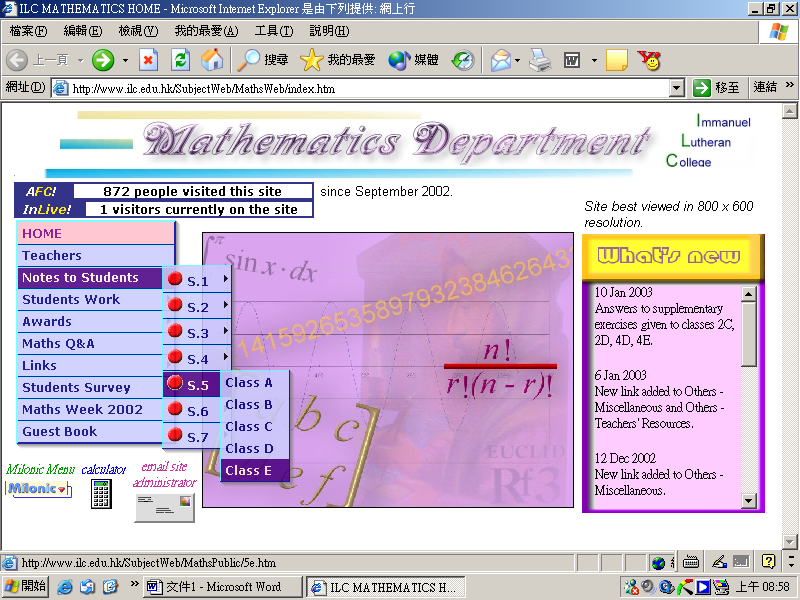 ILC MATHEMATICS HOME - Microsoft Internet Explorer 是由下列提供: 網上行
檔案(F) 編輯(E) 檢視(V) 我的最愛(A) 工具(T) 說明(H)
上一頁 搜尋 我的最愛 媒體
網址(D) http://www.ilc.edu.hk/SubjectWeb/MathsWeb/index.htm 移至 連結 »
Mathematics Department
Immanuel
Lutheran
College
AFC! 872 people visited this site since September 2002.
InLive! 1 visitors currently on the site
Site best viewed in 800 x 600
resolution.
HOME
Teachers
Notes to Students
Students Work
Awards
Maths Q&A
Links
Students Survey
Maths Week 2002
Guest Book
S.1
S.2
S.3
S.4
S.5
S.6
S.7
Class A
Class B
Class C
Class D
Class E
∫π sin x · dx
1415926535897932384626433
n!
r!(n - r)!
b c
e f
EUCLID
Rf3
What's new
10 Jan 2003
Answers to supplementary
exercises given to classes 2C,
2D, 4D, 4E.
6 Jan 2003
New link added to Others -
Miscellaneous and Others -
Teachers' Resources.
12 Dec 2002
New link added to Others -
Miscellaneous.
Milonic Menu calculator email site
administrator
Milonic
http://www.ilc.edu.hk/SubjectWeb/MathsPublic/5e.htm
開始 » 文件1 - Microsoft Word ILC MATHEMATICS H... 上午 08:58